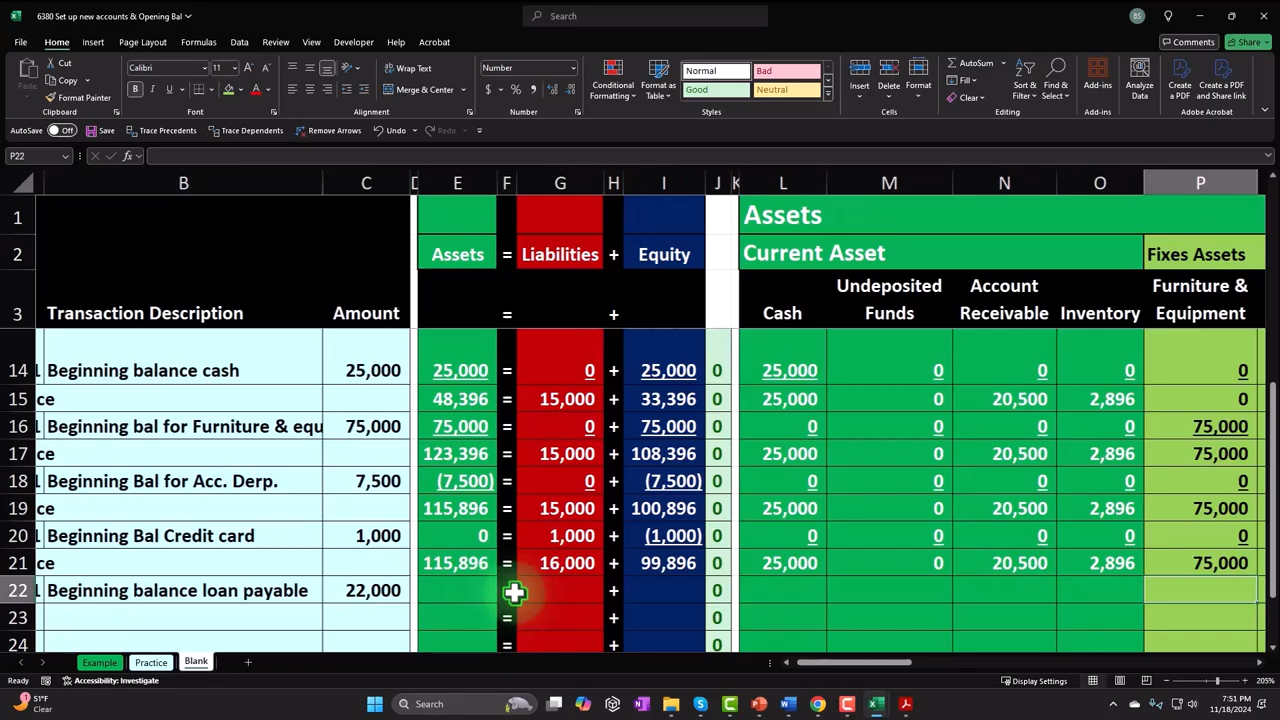 6380 Set up new accounts & Opening Bal
Search
BS
File Home Insert Page Layout Formulas Data Review View Developer Help Acrobat
Comments Share
Cut
Copy
Format Painter
Clipboard
Calibri 11
Font
Wrap Text
Merge & Center
Alignment
Number
Number
Conditional Formatting
Format as Table
Normal Bad
Good Neutral
Styles
Insert Delete Format
Cells
AutoSum
Fill
Clear
Sort & Filter
Find & Select
Editing
Add-ins
Add-ins
Analyze Data
Create a PDF
Create a PDF and Share link
Adobe Acrobat
AutoSave Off Save Trace Precedents Trace Dependents Remove Arrows Undo Redo
P22 fx
B C D E F G H I J K L M N O P
1 Assets
2 Assets = Liabilities + Equity Current Asset Fixes Assets
3 Transaction Description Amount = + Cash Undeposited Funds Account Receivable Inventory Furniture & Equipment
14 1 Beginning balance cash 25,000 25,000 = 0 + 25,000 0 25,000 0 0 0 0
15 ce 48,396 = 15,000 + 33,396 0 25,000 0 20,500 2,896 0
16 1 Beginning bal for Furniture & equ 75,000 75,000 = 0 + 75,000 0 0 0 0 0 75,000
17 ce 123,396 = 15,000 + 108,396 0 25,000 0 20,500 2,896 75,000
18 1 Beginning Bal for Acc. Derp. 7,500 (7,500) = 0 + (7,500) 0 0 0 0 0 0
19 ce 115,896 = 15,000 + 100,896 0 25,000 0 20,500 2,896 75,000
20 1 Beginning Bal Credit card 1,000 0 = 1,000 + (1,000) 0 0 0 0 0 0
21 ce 115,896 = 16,000 + 99,896 0 25,000 0 20,500 2,896 75,000
22 1 Beginning balance loan payable 22,000 + 0
23 = + 0
24 = + 0
Example Practice Blank
Ready Accessibility: Investigate Display Settings 205%
51°F
Clear
Search
7:51 PM
11/18/2024